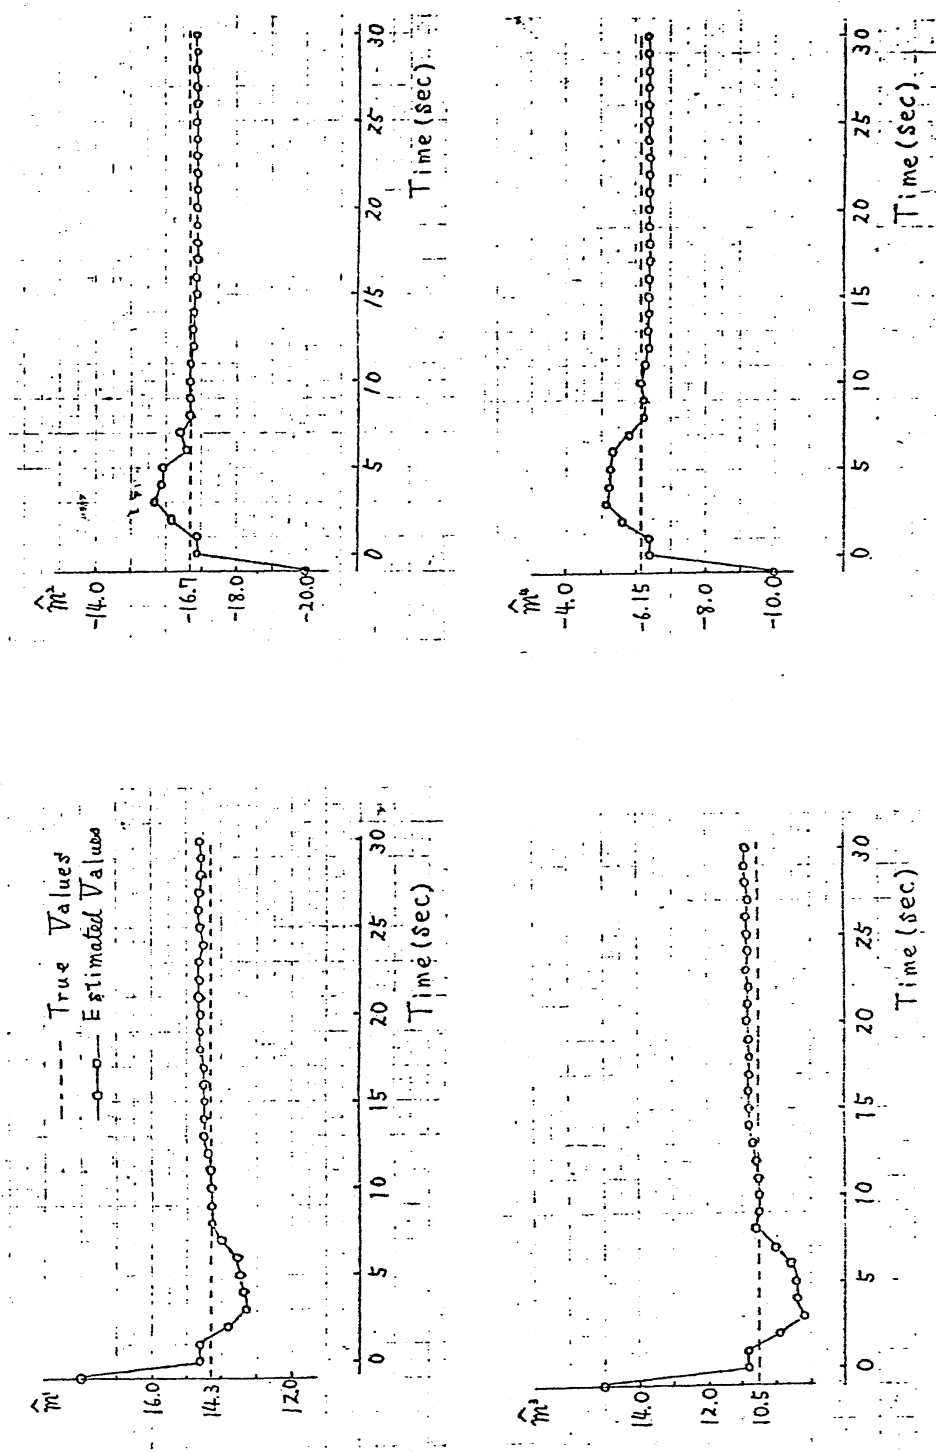 ---- True Values
—o—o— Estimated Values
m̂¹
16.0
14.3
12.0
0 5 10 15 20 25 30
Time (sec)
m̂²
-14.0
-16.7
-18.0
-20.0
0 5 10 15 20 25 30
Time (sec)
m̂³
14.0
12.0
10.5
0 5 10 15 20 25 30
Time (sec)
m̂⁴
-4.0
-6.15
-8.0
-10.0
0 5 10 15 20 25 30
Time (sec)